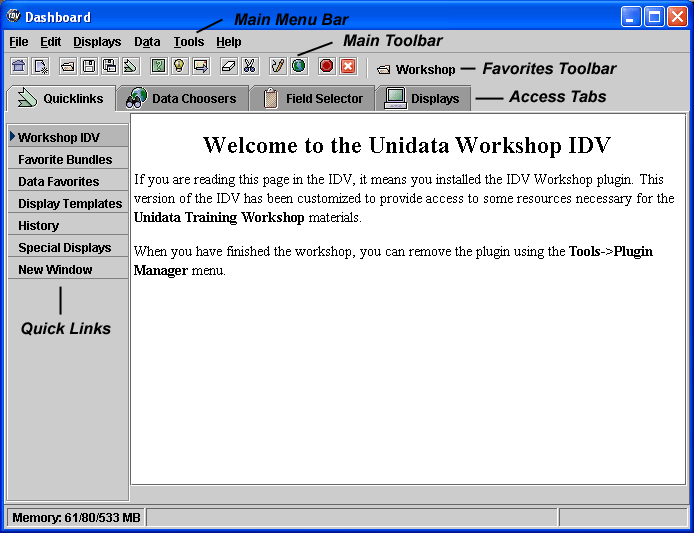 IDV Dashboard
Main Menu Bar
File Edit Displays Data Tools Help
Main Toolbar
Workshop Favorites Toolbar
Quicklinks Data Choosers Field Selector Displays Access Tabs
Workshop IDV
Favorite Bundles
Data Favorites
Display Templates
History
Special Displays
New Window
Quick Links
Welcome to the Unidata Workshop IDV
If you are reading this page in the IDV, it means you installed the IDV Workshop plugin. This
version of the IDV has been customized to provide access to some resources necessary for the
Unidata Training Workshop materials.
When you have finished the workshop, you can remove the plugin using the Tools->Plugin
Manager menu.
Memory: 61/80/533 MB